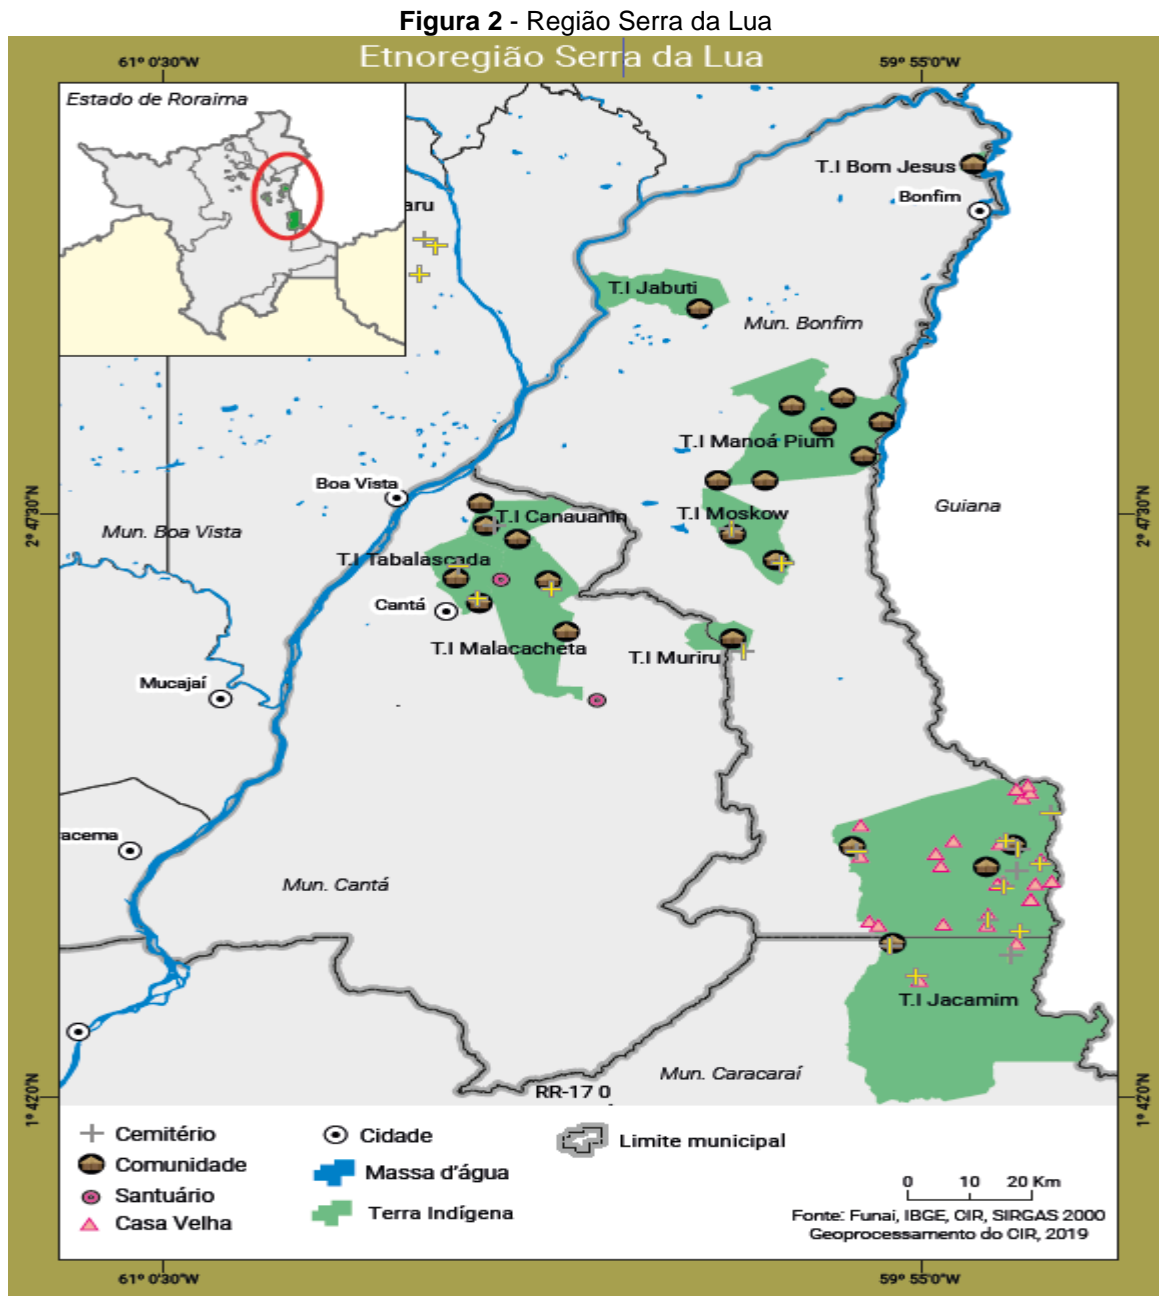 Figura 2 - Região Serra da Lua
Etnoregião Serra da Lua
61º 0'30"W
59º 55'0"W
Estado de Roraima
aru
T.I Bom Jesus
Bonfim
T.I Jabuti
Mun. Bonfim
T.I Manoá Pium
Boa Vista
T.I Canauanin
T.I Moskow
Guiana
2º 47'30"N
2º 47'30"N
Mun. Boa Vista
T.I Tabalascada
Cantá
T.I Malacacheta
T.I Muriru
Mucajaí
acema
Mun. Cantá
T.I Jacamim
Mun. Caracaraí
RR-17 0
1º 42'0"N
1º 42'0"N
Cemitério
Cidade
Limite municipal
Comunidade
Massa d'água
Santuário
Terra Indígena
Casa Velha
0 10 20 Km
Fonte: Funai, IBGE, CIR, SIRGAS 2000
Geoprocessamento do CIR, 2019
61º 0'30"W
59º 55'0"W